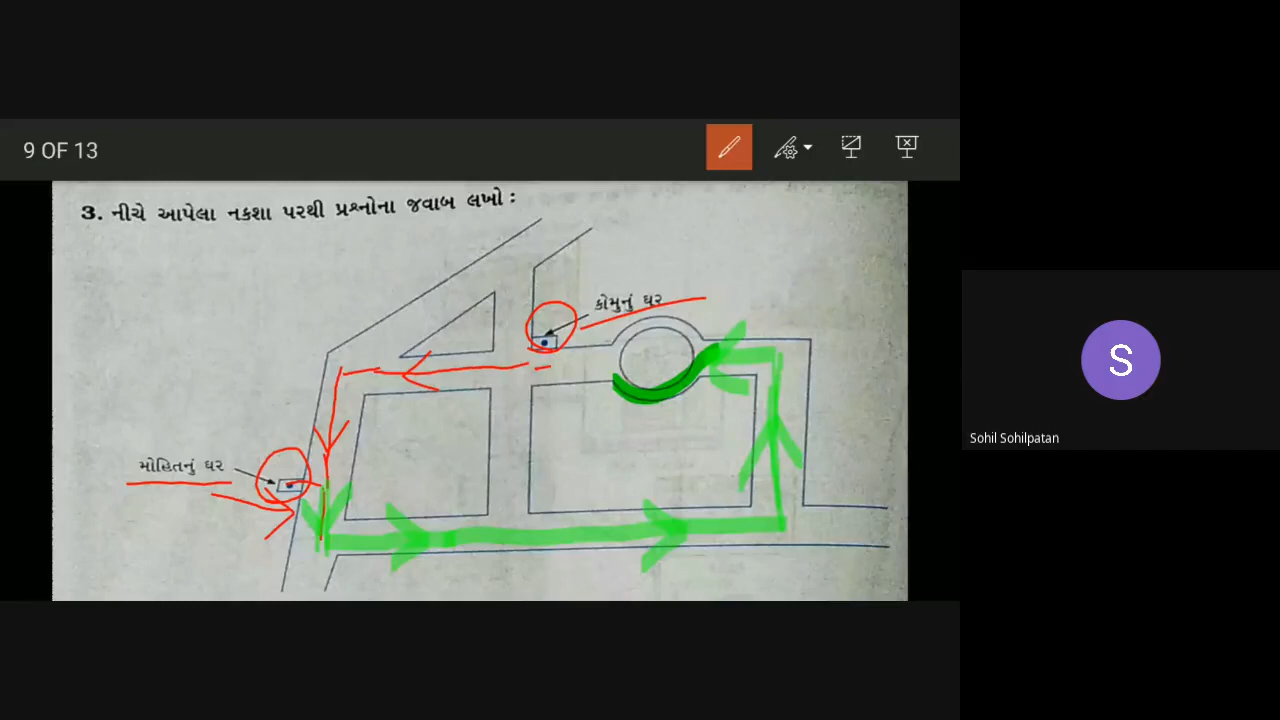 9 OF 13
3. નીચે આપેલા નકશા પરથી પ્રશ્નોના જવાબ લખો :
કોમુનું ઘર
મોહિતનું ઘર
S
Sohil Sohilpatan